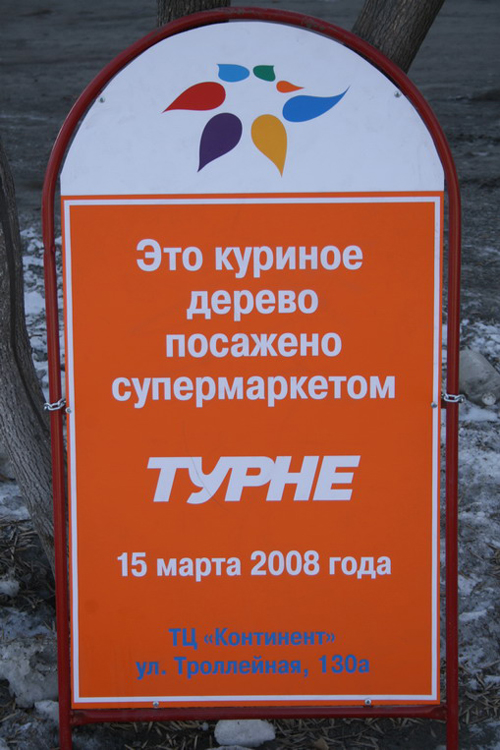 Это куриное
дерево
посажено
супермаркетом
ТУРНЕ
15 марта 2008 года
ТЦ «Континент»
ул. Троллейная, 130а